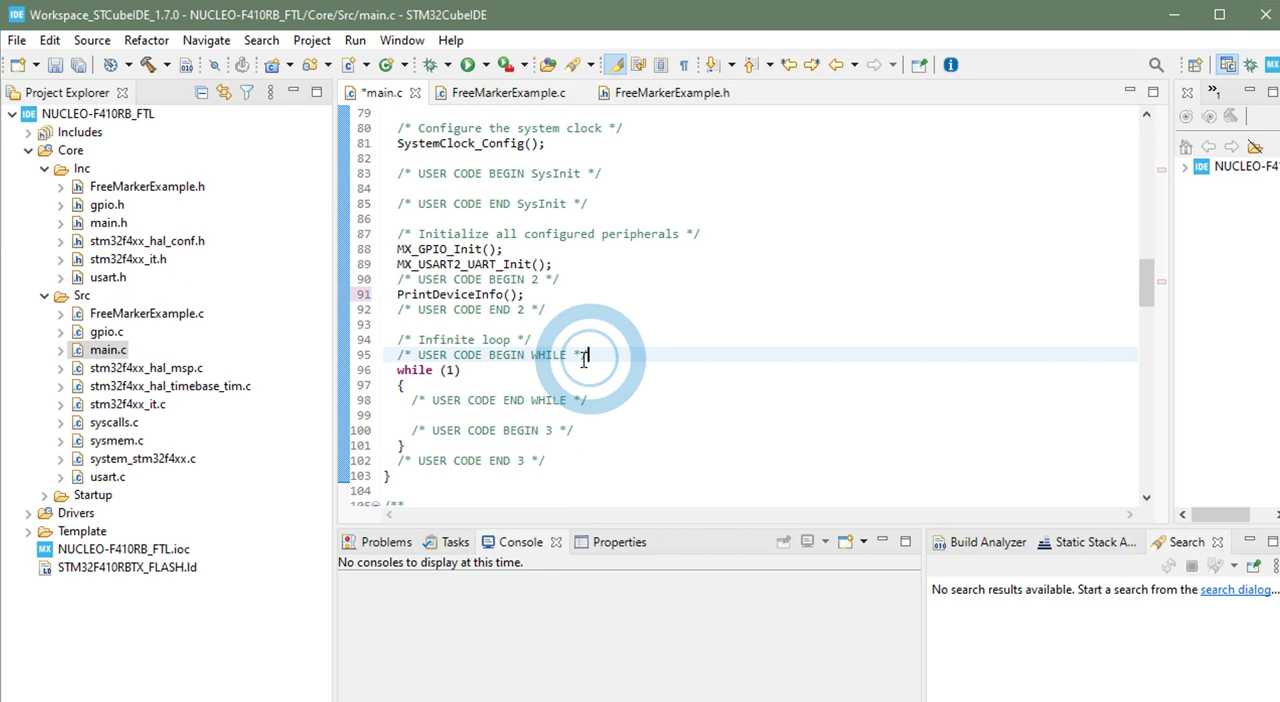 IDE Workspace_STCubeIDE_1.7.0 - NUCLEO-F410RB_FTL/Core/Src/main.c - STM32CubeIDE
File Edit Source Refactor Navigate Search Project Run Window Help
Project Explorer
*main.c FreeMarkerExample.c FreeMarkerExample.h
IDE NUCLEO-F410RB_FTL
Includes
Core
Inc
FreeMarkerExample.h
gpio.h
main.h
stm32f4xx_hal_conf.h
stm32f4xx_it.h
usart.h
Src
FreeMarkerExample.c
gpio.c
main.c
stm32f4xx_hal_msp.c
stm32f4xx_hal_timebase_tim.c
stm32f4xx_it.c
syscalls.c
sysmem.c
system_stm32f4xx.c
usart.c
Startup
Drivers
Template
MX NUCLEO-F410RB_FTL.ioc
STM32F410RBTX_FLASH.ld
79
80 /* Configure the system clock */
81 SystemClock_Config();
82
83 /* USER CODE BEGIN SysInit */
84
85 /* USER CODE END SysInit */
86
87 /* Initialize all configured peripherals */
88 MX_GPIO_Init();
89 MX_USART2_UART_Init();
90 /* USER CODE BEGIN 2 */
91 PrintDeviceInfo();
92 /* USER CODE END 2 */
93
94 /* Infinite loop */
95 /* USER CODE BEGIN WHILE */
96 while (1)
97 {
98 /* USER CODE END WHILE */
99
100 /* USER CODE BEGIN 3 */
101 }
102 /* USER CODE END 3 */
103 }
104
105 /**
IDE NUCLEO-F41
Problems Tasks Console Properties
No consoles to display at this time.
Build Analyzer Static Stack A... Search
No search results available. Start a search from the search dialog...